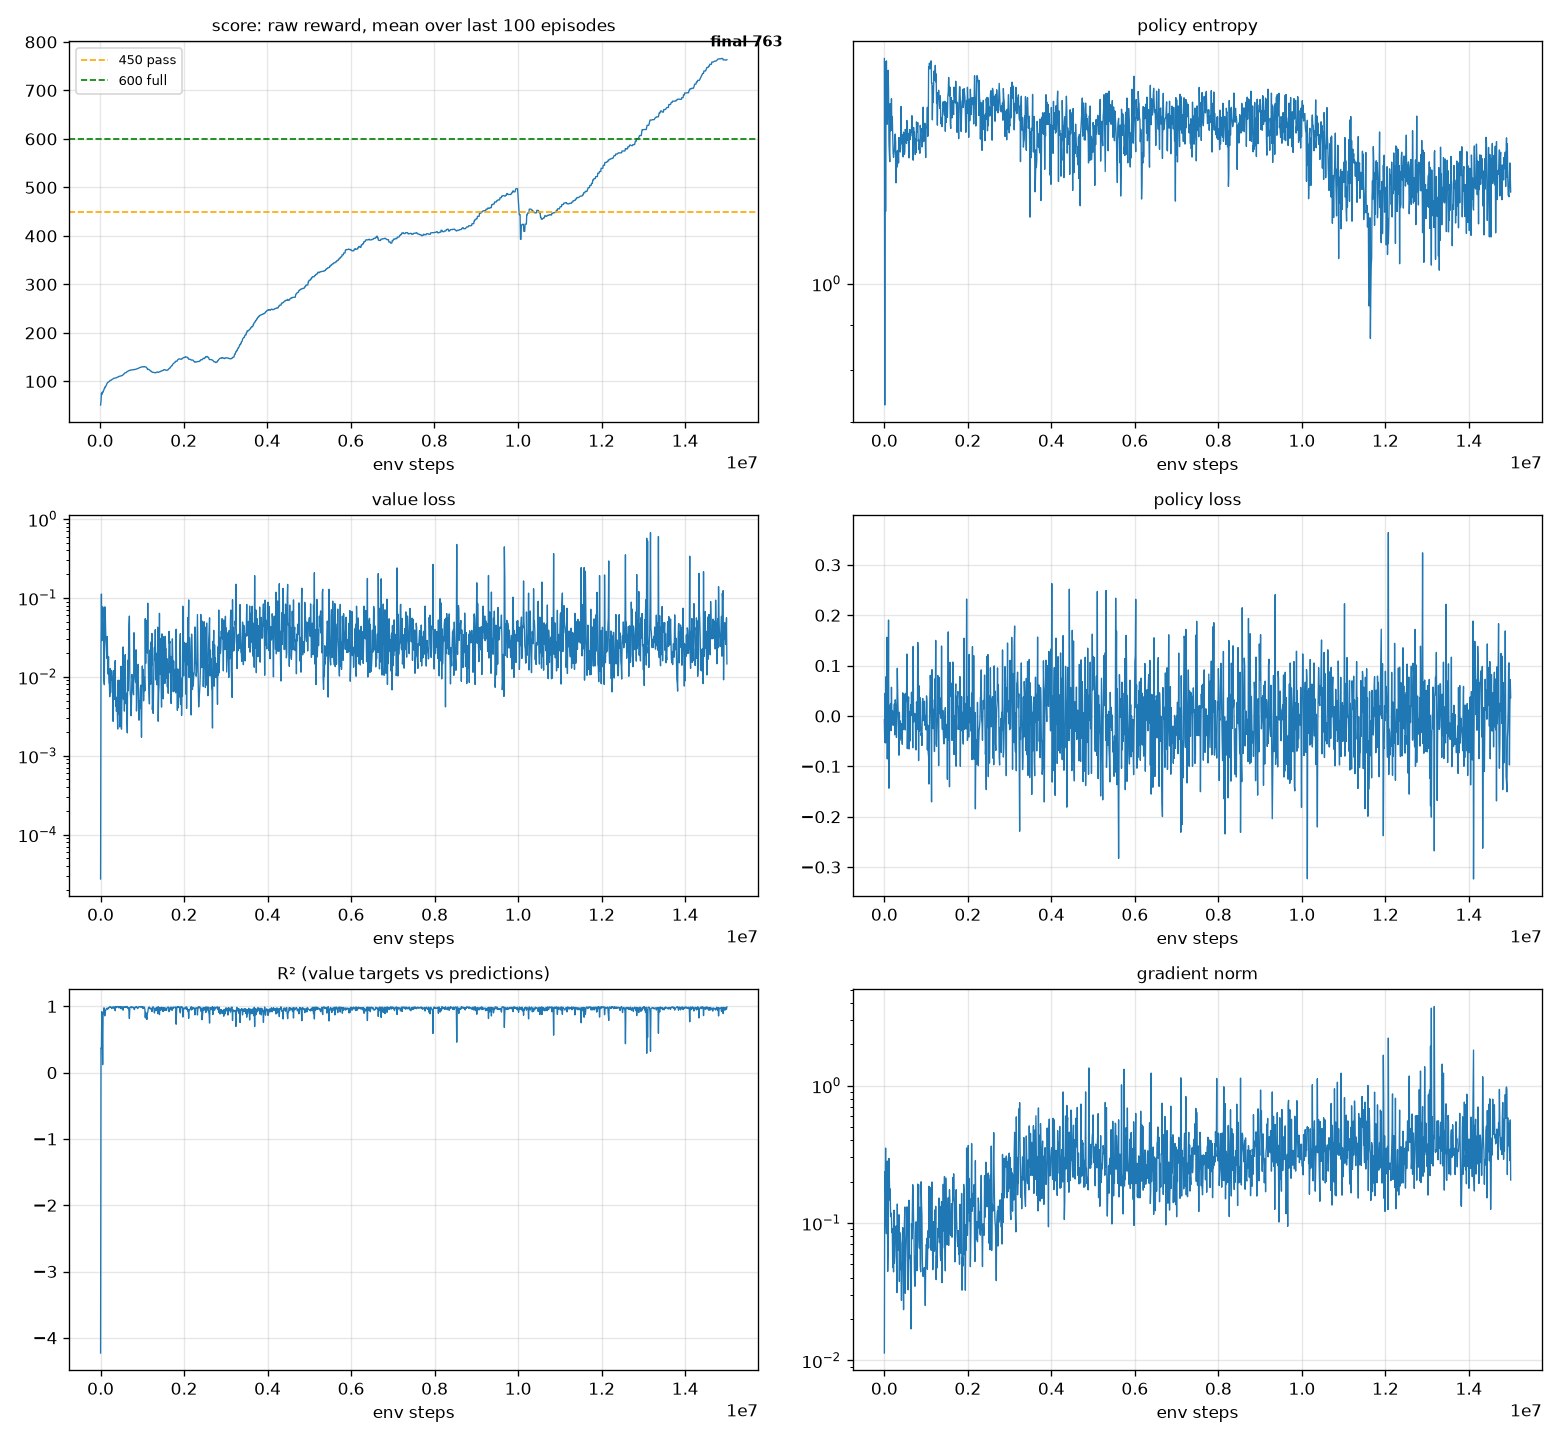 score: raw reward, mean over last 100 episodes
final 763
450 pass
600 full
800
700
600
500
400
300
200
100
0.0 0.2 0.4 0.6 0.8 1.0 1.2 1.4
1e7
env steps
policy entropy
10⁰
0.0 0.2 0.4 0.6 0.8 1.0 1.2 1.4
1e7
env steps
value loss
10⁰
10⁻¹
10⁻²
10⁻³
10⁻⁴
0.0 0.2 0.4 0.6 0.8 1.0 1.2 1.4
1e7
env steps
policy loss
0.3
0.2
0.1
0.0
−0.1
−0.2
−0.3
0.0 0.2 0.4 0.6 0.8 1.0 1.2 1.4
1e7
env steps
R² (value targets vs predictions)
1
0
−1
−2
−3
−4
0.0 0.2 0.4 0.6 0.8 1.0 1.2 1.4
1e7
env steps
gradient norm
10⁰
10⁻¹
10⁻²
0.0 0.2 0.4 0.6 0.8 1.0 1.2 1.4
1e7
env steps